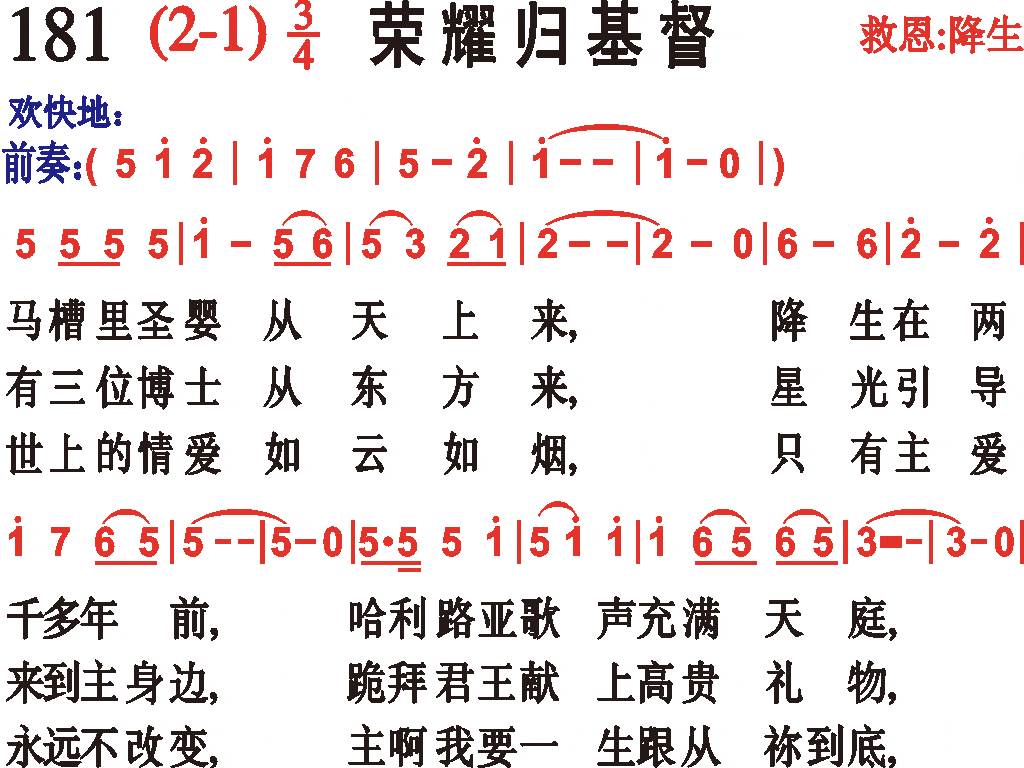 181 (2-1) 3/4 荣耀归基督 救恩:降生
欢快地:
前奏:( 5 1̇ 2̇ | 1̇ 7 6 | 5 - 2̇ | 1̇ - - | 1̇ - 0 | )
5 5 5 5 | 1̇ - 5 6 | 5 3 2 1 | 2 - - | 2 - 0 | 6 - 6 | 2̇ - 2̇ |
马槽里圣婴 从 天 上 来, 降 生在 两
有三位博士 从 东 方 来, 星 光引 导
世上的情爱 如 云 如 烟, 只 有主 爱
1̇ 7 6 5 | 5 - - | 5 - 0 | 5 · 5 5 1̇ | 5 1̇ 1̇ | 1̇ 6 5 6 5 | 3 - - | 3 - 0 |
千多年 前, 哈利路亚歌 声充满 天 庭,
来到主身边, 跪拜君王献 上高贵 礼 物,
永远不改变, 主啊我要一 生跟从 祢到底,